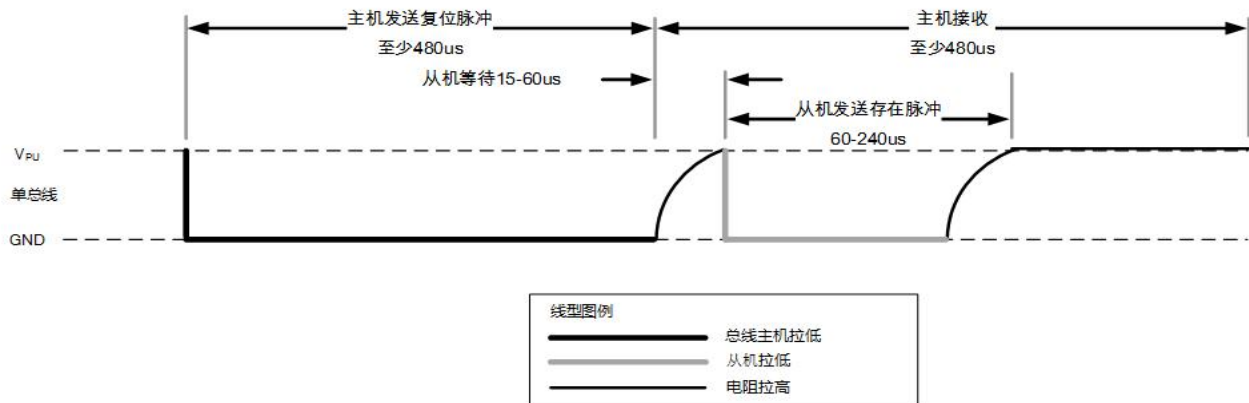 主机发送复位脉冲
主机接收
至少480us
至少480us
从机等待15-60us
从机发送存在脉冲
60-240us
VPU
单总线
GND
线型图例
总线主机拉低
从机拉低
电阻拉高